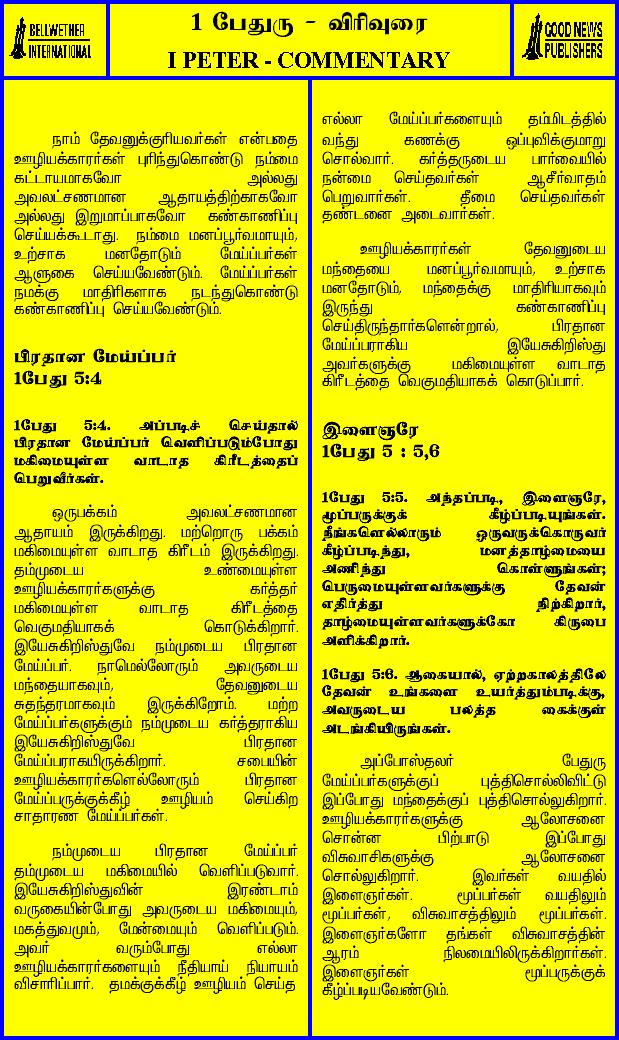 BELLWETHER
INTERNATIONAL
1 பேதுரு - விரிவுரை
I PETER - COMMENTARY
GOOD NEWS
PUBLISHERS
நாம் தேவனுக்குரியவர்கள் என்பதை
ஊழியக்காரர்கள் புரிந்துகொண்டு நம்மை
கட்டாயமாகவோ அல்லது
அவலட்சணமான ஆதாயத்திற்காகவோ
அல்லது இறுமாப்பாகவோ கண்காணிப்பு
செய்யக்கூடாது. நம்மை மனப்பூர்வமாயும்,
உற்சாக மனதோடும் மேய்ப்பர்கள்
ஆளுகை செய்யவேண்டும். மேய்ப்பர்கள்
நமக்கு மாதிரிகளாக நடந்துகொண்டு
கண்காணிப்பு செய்யவேண்டும்.
பிரதான மேய்ப்பர்
1பேது 5:4
1பேது 5:4. அப்படிச் செய்தால்
பிரதான மேய்ப்பர் வெளிப்படும்போது
மகிமையுள்ள வாடாத கிரீடத்தைப்
பெறுவீர்கள்.
ஒருபக்கம் அவலட்சணமான
ஆதாயம் இருக்கிறது. மற்றொரு பக்கம்
மகிமையுள்ள வாடாத கிரீடம் இருக்கிறது.
தம்முடைய உண்மையுள்ள
ஊழியக்காரர்களுக்கு கர்த்தர்
மகிமையுள்ள வாடாத கிரீடத்தை
வெகுமதியாகக் கொடுக்கிறார்.
இயேசுகிறிஸ்துவே நம்முடைய பிரதான
மேய்ப்பர். நாமெல்லோரும் அவருடைய
மந்தையாகவும், தேவனுடைய
சுதந்தரமாகவும் இருக்கிறோம். மற்ற
மேய்ப்பர்களுக்கும் நம்முடைய கர்த்தராகிய
இயேசுகிறிஸ்துவே பிரதான
மேய்ப்பராகயிருக்கிறார். சபையின்
ஊழியக்காரர்களெல்லோரும் பிரதான
மேய்ப்பருக்குக்கீழ் ஊழியம் செய்கிற
சாதாரண மேய்ப்பர்கள்.
நம்முடைய பிரதான மேய்ப்பர்
தம்முடைய மகிமையில் வெளிப்படுவார்.
இயேசுகிறிஸ்துவின் இரண்டாம்
வருகையின்போது அவருடைய மகிமையும்,
மகத்துவமும், மேன்மையும் வெளிப்படும்.
அவர் வரும்போது எல்லா
ஊழியக்காரர்களையும் நீதியாய் நியாயம்
விசாரிப்பார். தமக்குக்கீழ் ஊழியம் செய்த
எல்லா மேய்ப்பர்களையும் தம்மிடத்தில்
வந்து கணக்கு ஒப்புவிக்குமாறு
சொல்வார். கர்த்தருடைய பார்வையில்
நன்மை செய்தவர்கள் ஆசீர்வாதம்
பெறுவார்கள். தீமை செய்தவர்கள்
தண்டனை அடைவார்கள்.
ஊழியக்காரர்கள் தேவனுடைய
மந்தையை மனப்பூர்வமாயும், உற்சாக
மனதோடும், மந்தைக்கு மாதிரியாகவும்
இருந்து கண்காணிப்பு
செய்திருந்தார்களென்றால், பிரதான
மேய்ப்பராகிய இயேசுகிறிஸ்து
அவர்களுக்கு மகிமையுள்ள வாடாத
கிரீடத்தை வெகுமதியாகக் கொடுப்பார்.
இளைஞரே
1பேது 5 : 5,6
1பேது 5:5. அந்தப்படி, இளைஞரே,
மூப்பருக்குக் கீழ்ப்படியுங்கள்.
நீங்களெல்லாரும் ஒருவருக்கொருவர்
கீழ்ப்படிந்து, மனத்தாழ்மையை
அணிந்து கொள்ளுங்கள்;
பெருமையுள்ளவர்களுக்கு தேவன்
எதிர்த்து நிற்கிறார்,
தாழ்மையுள்ளவர்களுக்கோ கிருபை
அளிக்கிறார்.
1பேது 5:6. ஆகையால், ஏற்றகாலத்திலே
தேவன் உங்களை உயர்த்தும்படிக்கு,
அவருடைய பலத்த கைக்குள்
அடங்கியிருங்கள்.
அப்போஸ்தலர் பேதுரு
மேய்ப்பர்களுக்குப் புத்திசொல்லிவிட்டு
இப்போது மந்தைக்குப் புத்திசொல்லுகிறார்.
ஊழியக்காரர்களுக்கு ஆலோசனை
சொன்ன பிற்பாடு இப்போது
விசுவாசிகளுக்கு ஆலோசனை
சொல்லுகிறார். இவர்கள் வயதில்
இளைஞர்கள். மூப்பர்கள் வயதிலும்
மூப்பர்கள், விசுவாசத்திலும் மூப்பர்கள்.
இளைஞர்களோ தங்கள் விசுவாசத்தின்
ஆரம் நிலமையிலிருக்கிறார்கள்.
இளைஞர்கள் மூப்பருக்குக்
கீழ்ப்படியவேண்டும்.